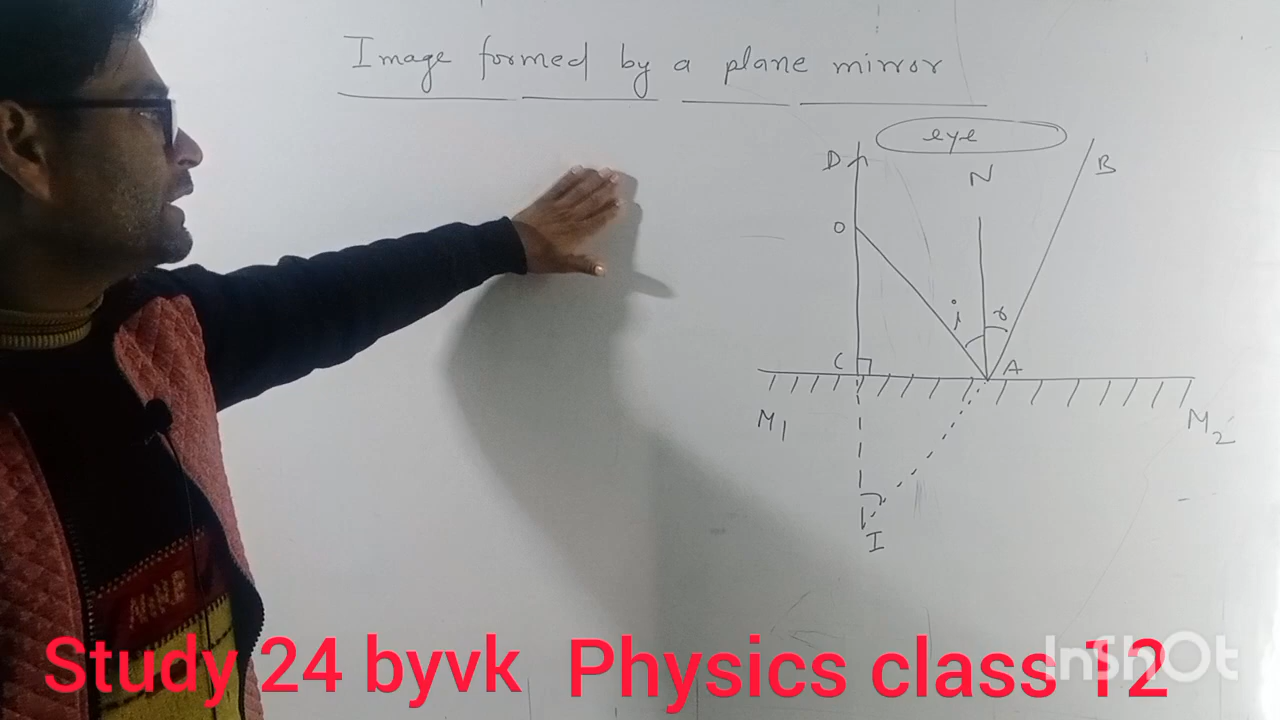 Image formed by a plane mirror
eye
D
N
B
O
i
r
C
A
M1
M2
I
Study 24 byvk Physics class 12
InShOt